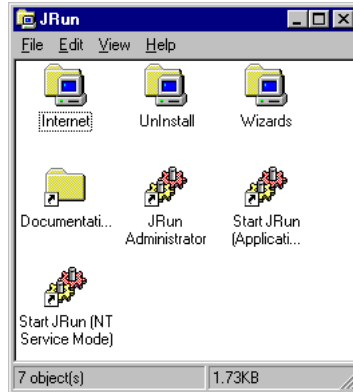 JRun
File Edit View Help
Internet UnInstall Wizards
Documentati... JRun Administrator Start JRun (Applicati...
Start JRun (NT Service Mode)
7 object(s) 1.73KB